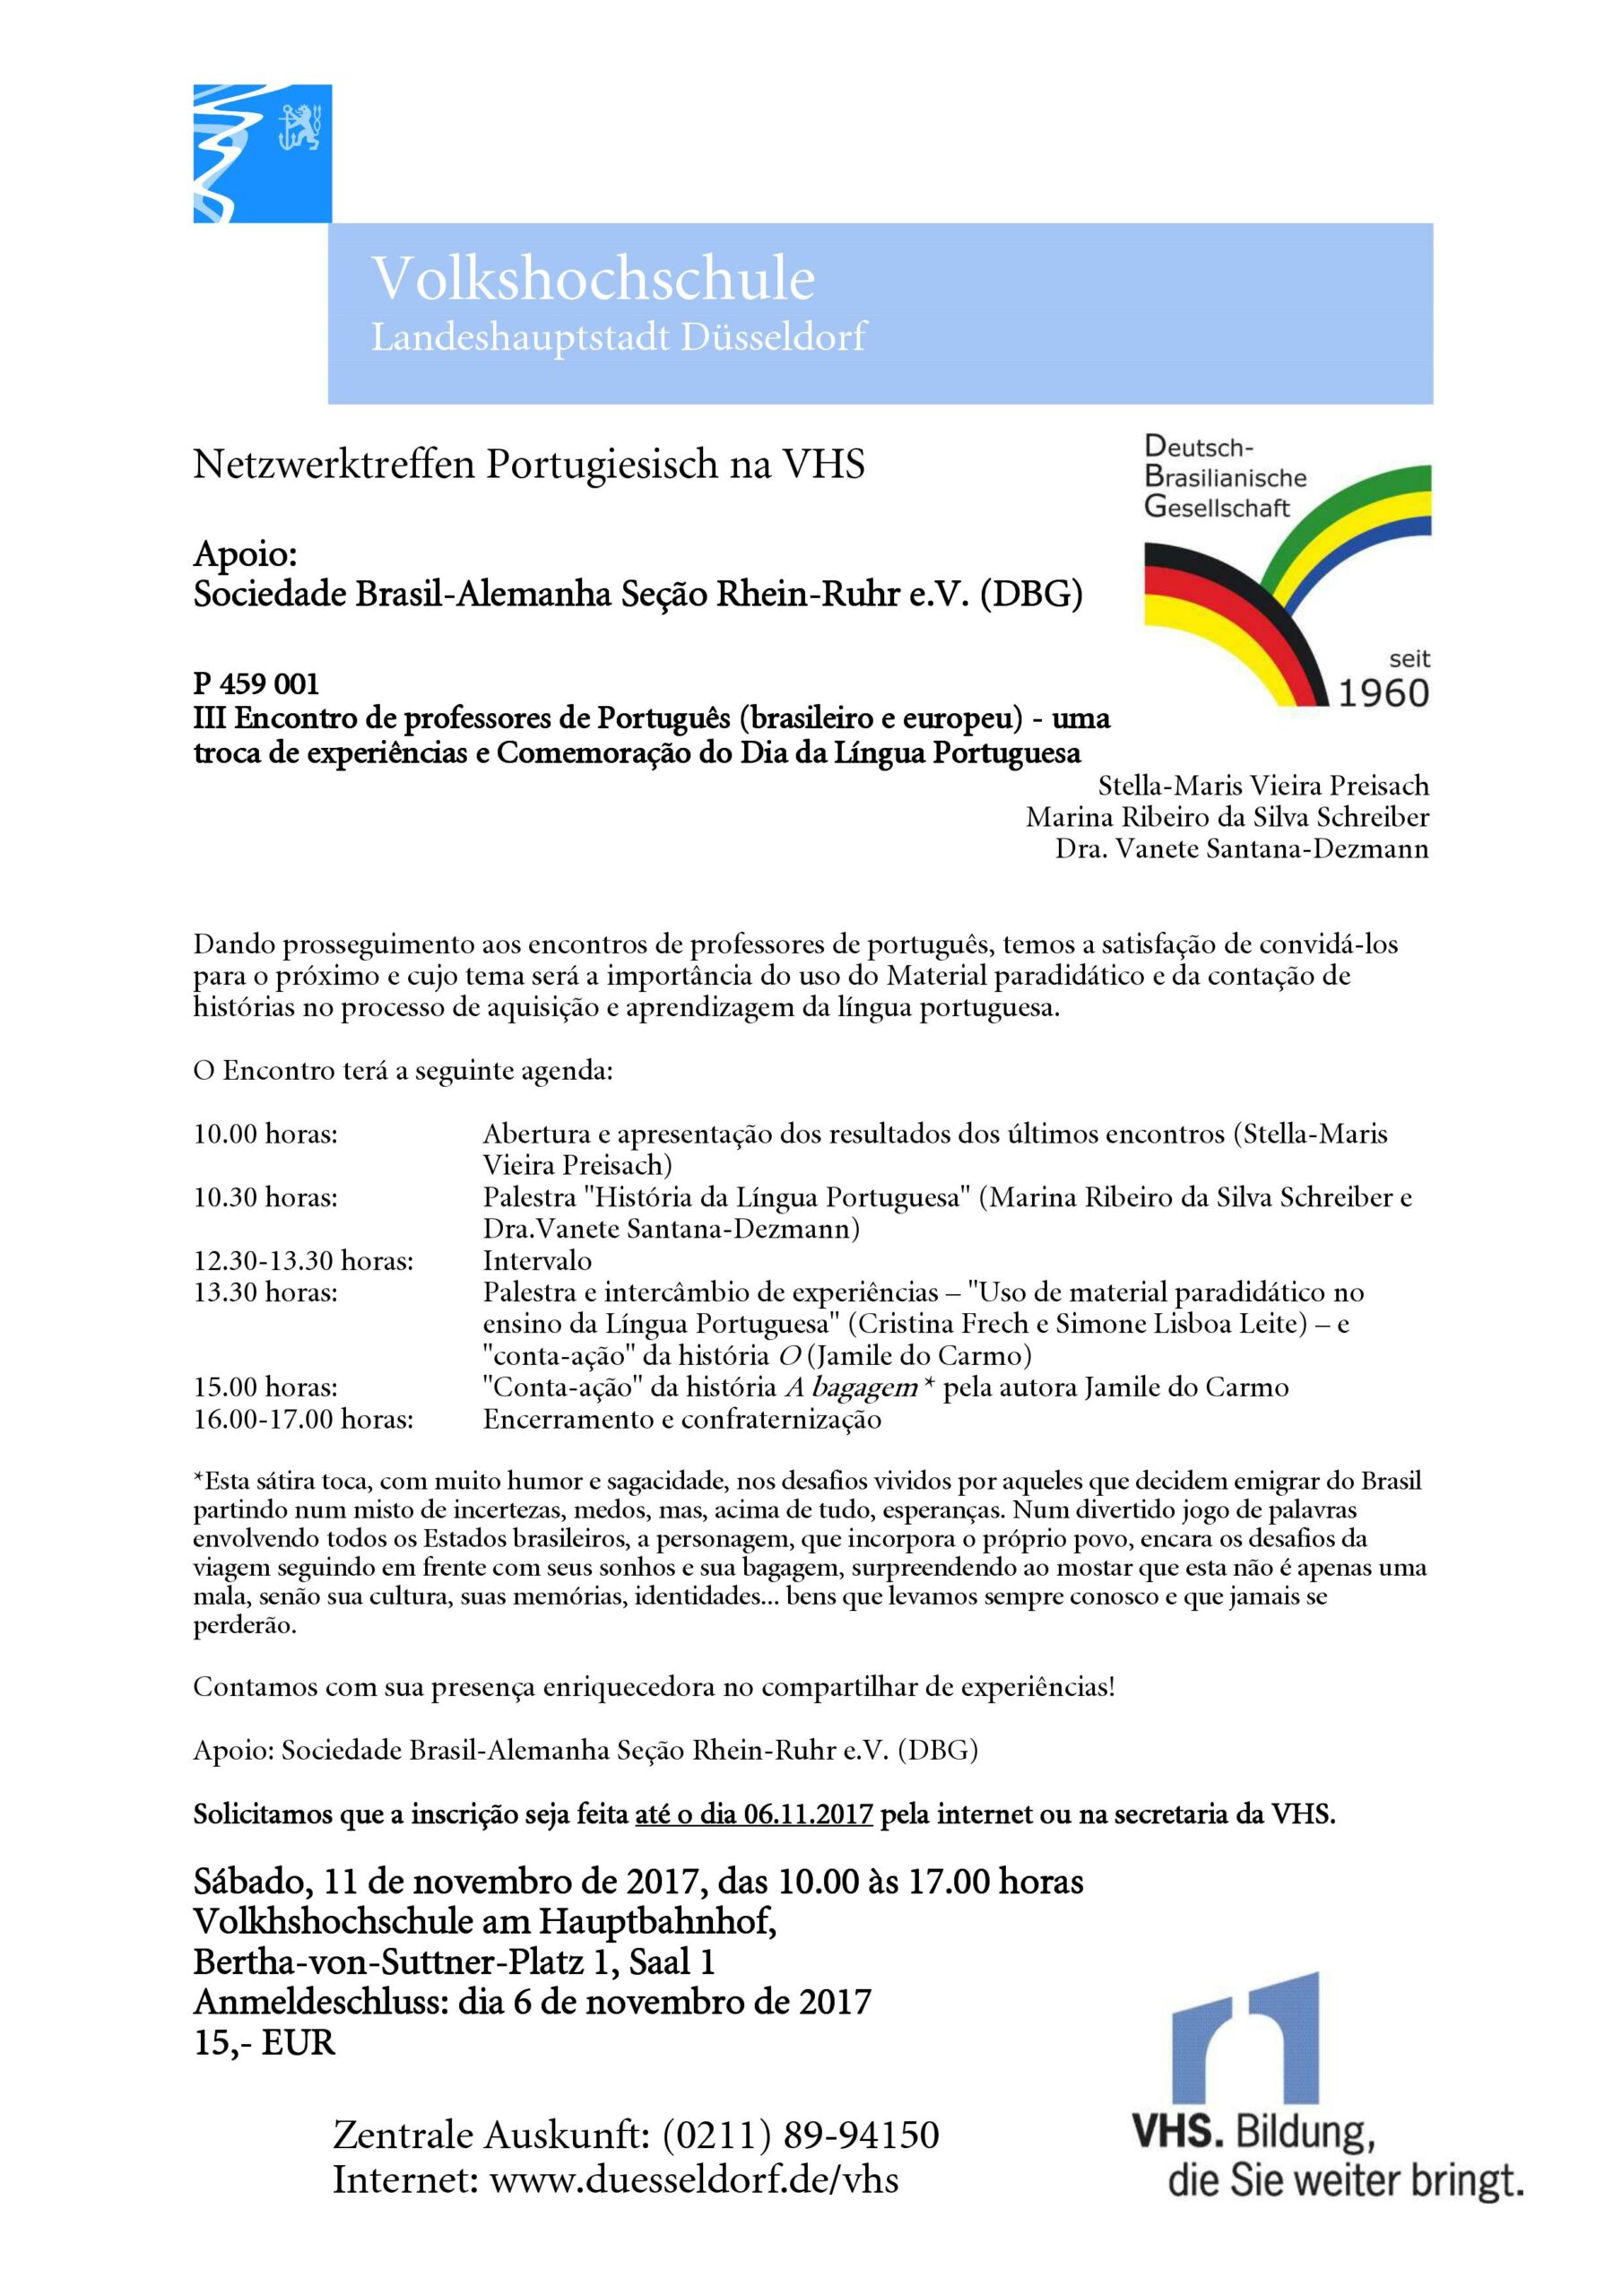 Volkshochschule
Landeshauptstadt Düsseldorf
Netzwerktreffen Portugiesisch na VHS
Deutsch-
Brasilianische
Gesellschaft
seit
1960
Apoio:
Sociedade Brasil-Alemanha Seção Rhein-Ruhr e.V. (DBG)
P 459 001
III Encontro de professores de Português (brasileiro e europeu) - uma
troca de experiências e Comemoração do Dia da Língua Portuguesa
Stella-Maris Vieira Preisach
Marina Ribeiro da Silva Schreiber
Dra. Vanete Santana-Dezmann
Dando prosseguimento aos encontros de professores de português, temos a satisfação de convidá-los
para o próximo e cujo tema será a importância do uso do Material paradidático e da contação de
histórias no processo de aquisição e aprendizagem da língua portuguesa.
O Encontro terá a seguinte agenda:
10.00 horas: Abertura e apresentação dos resultados dos últimos encontros (Stella-Maris
Vieira Preisach)
10.30 horas: Palestra "História da Língua Portuguesa" (Marina Ribeiro da Silva Schreiber e
Dra.Vanete Santana-Dezmann)
12.30-13.30 horas: Intervalo
13.30 horas: Palestra e intercâmbio de experiências – "Uso de material paradidático no
ensino da Língua Portuguesa" (Cristina Frech e Simone Lisboa Leite) – e
"conta-ação" da história O (Jamile do Carmo)
15.00 horas: "Conta-ação" da história A bagagem * pela autora Jamile do Carmo
16.00-17.00 horas: Encerramento e confraternização
*Esta sátira toca, com muito humor e sagacidade, nos desafios vividos por aqueles que decidem emigrar do Brasil
partindo num misto de incertezas, medos, mas, acima de tudo, esperanças. Num divertido jogo de palavras
envolvendo todos os Estados brasileiros, a personagem, que incorpora o próprio povo, encara os desafios da
viagem seguindo em frente com seus sonhos e sua bagagem, surpreendendo ao mostar que esta não é apenas uma
mala, senão sua cultura, suas memórias, identidades... bens que levamos sempre conosco e que jamais se
perderão.
Contamos com sua presença enriquecedora no compartilhar de experiências!
Apoio: Sociedade Brasil-Alemanha Seção Rhein-Ruhr e.V. (DBG)
Solicitamos que a inscrição seja feita até o dia 06.11.2017 pela internet ou na secretaria da VHS.
Sábado, 11 de novembro de 2017, das 10.00 às 17.00 horas
Volkhshochschule am Hauptbahnhof,
Bertha-von-Suttner-Platz 1, Saal 1
Anmeldeschluss: dia 6 de novembro de 2017
15,- EUR
Zentrale Auskunft: (0211) 89-94150
Internet: www.duesseldorf.de/vhs
VHS. Bildung,
die Sie weiter bringt.